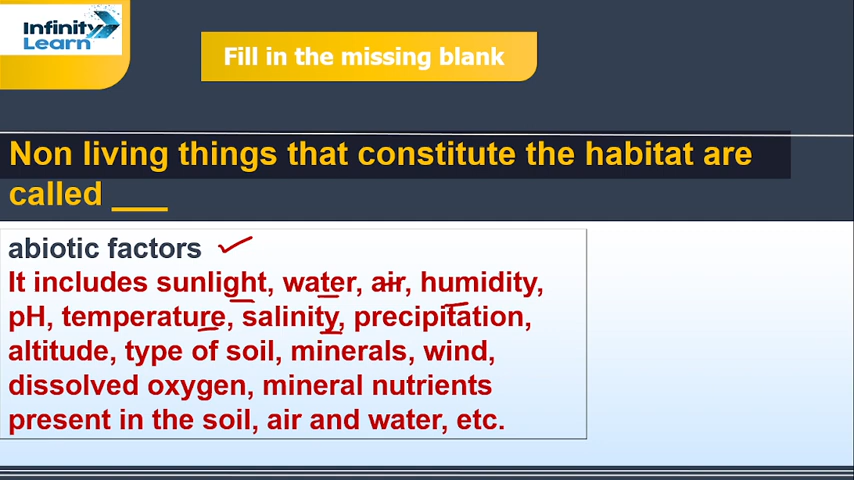 Infinity
Learn
Fill in the missing blank
Non living things that constitute the habitat are
called ___
abiotic factors
It includes sunlight, water, air, humidity,
pH, temperature, salinity, precipitation,
altitude, type of soil, minerals, wind,
dissolved oxygen, mineral nutrients
present in the soil, air and water, etc.